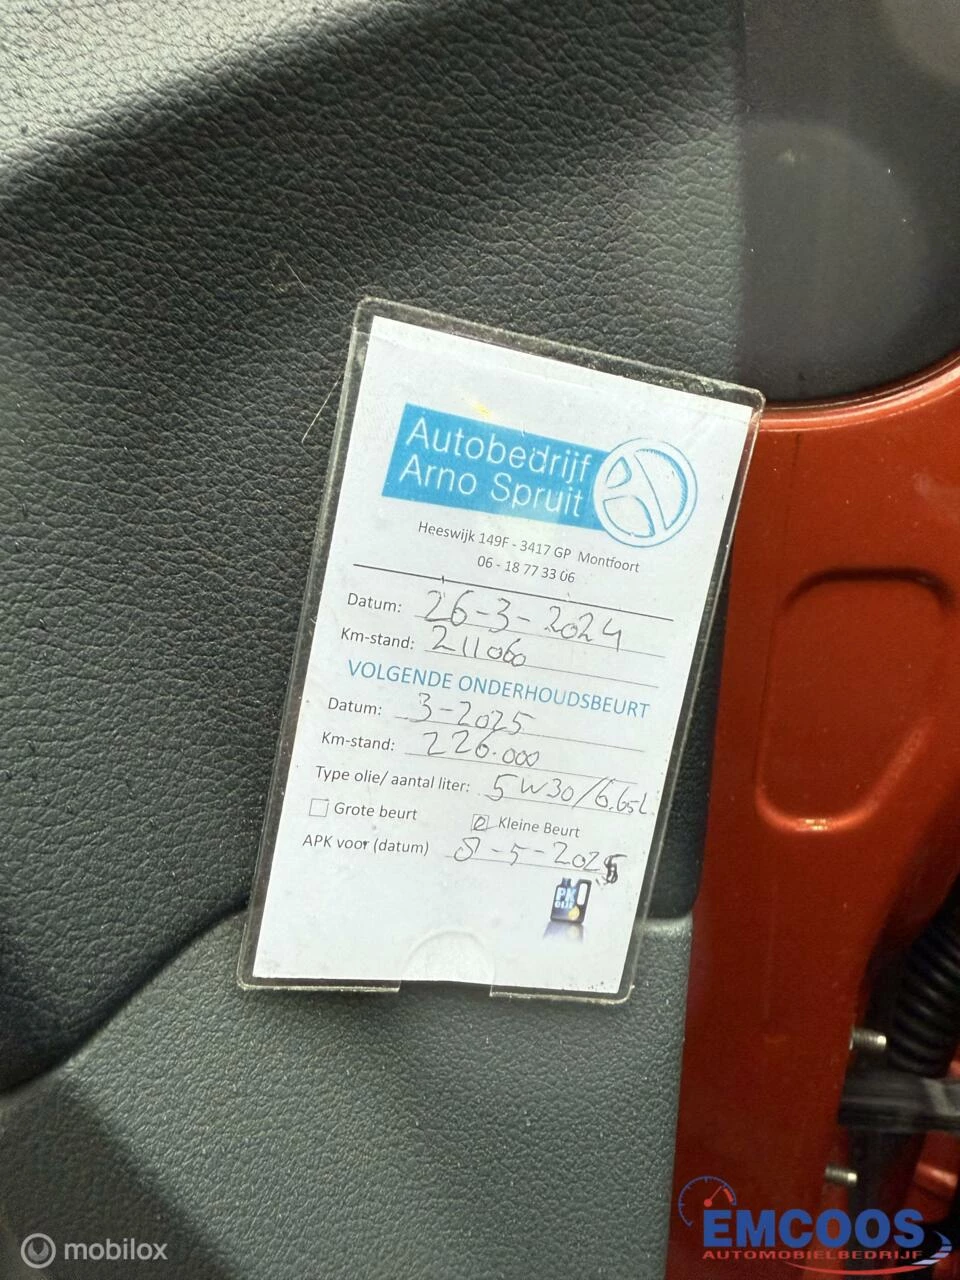 Autobedrijf
Arno Spruit
Heeswijk 149F - 3417 GP Montfoort
06 - 18 77 33 06
Datum: 26-3-2024
Km-stand: 211060
VOLGENDE ONDERHOUDSBEURT
Datum: 3-2025
Km-stand: 226.000
Type olie/ aantal liter: 5W30/6.65L
Grote beurt Kleine Beurt
APK voor (datum) 8-5-2025
PK
OLIE
mobilox
EMCOOS
AUTOMOBIELBEDRIJF